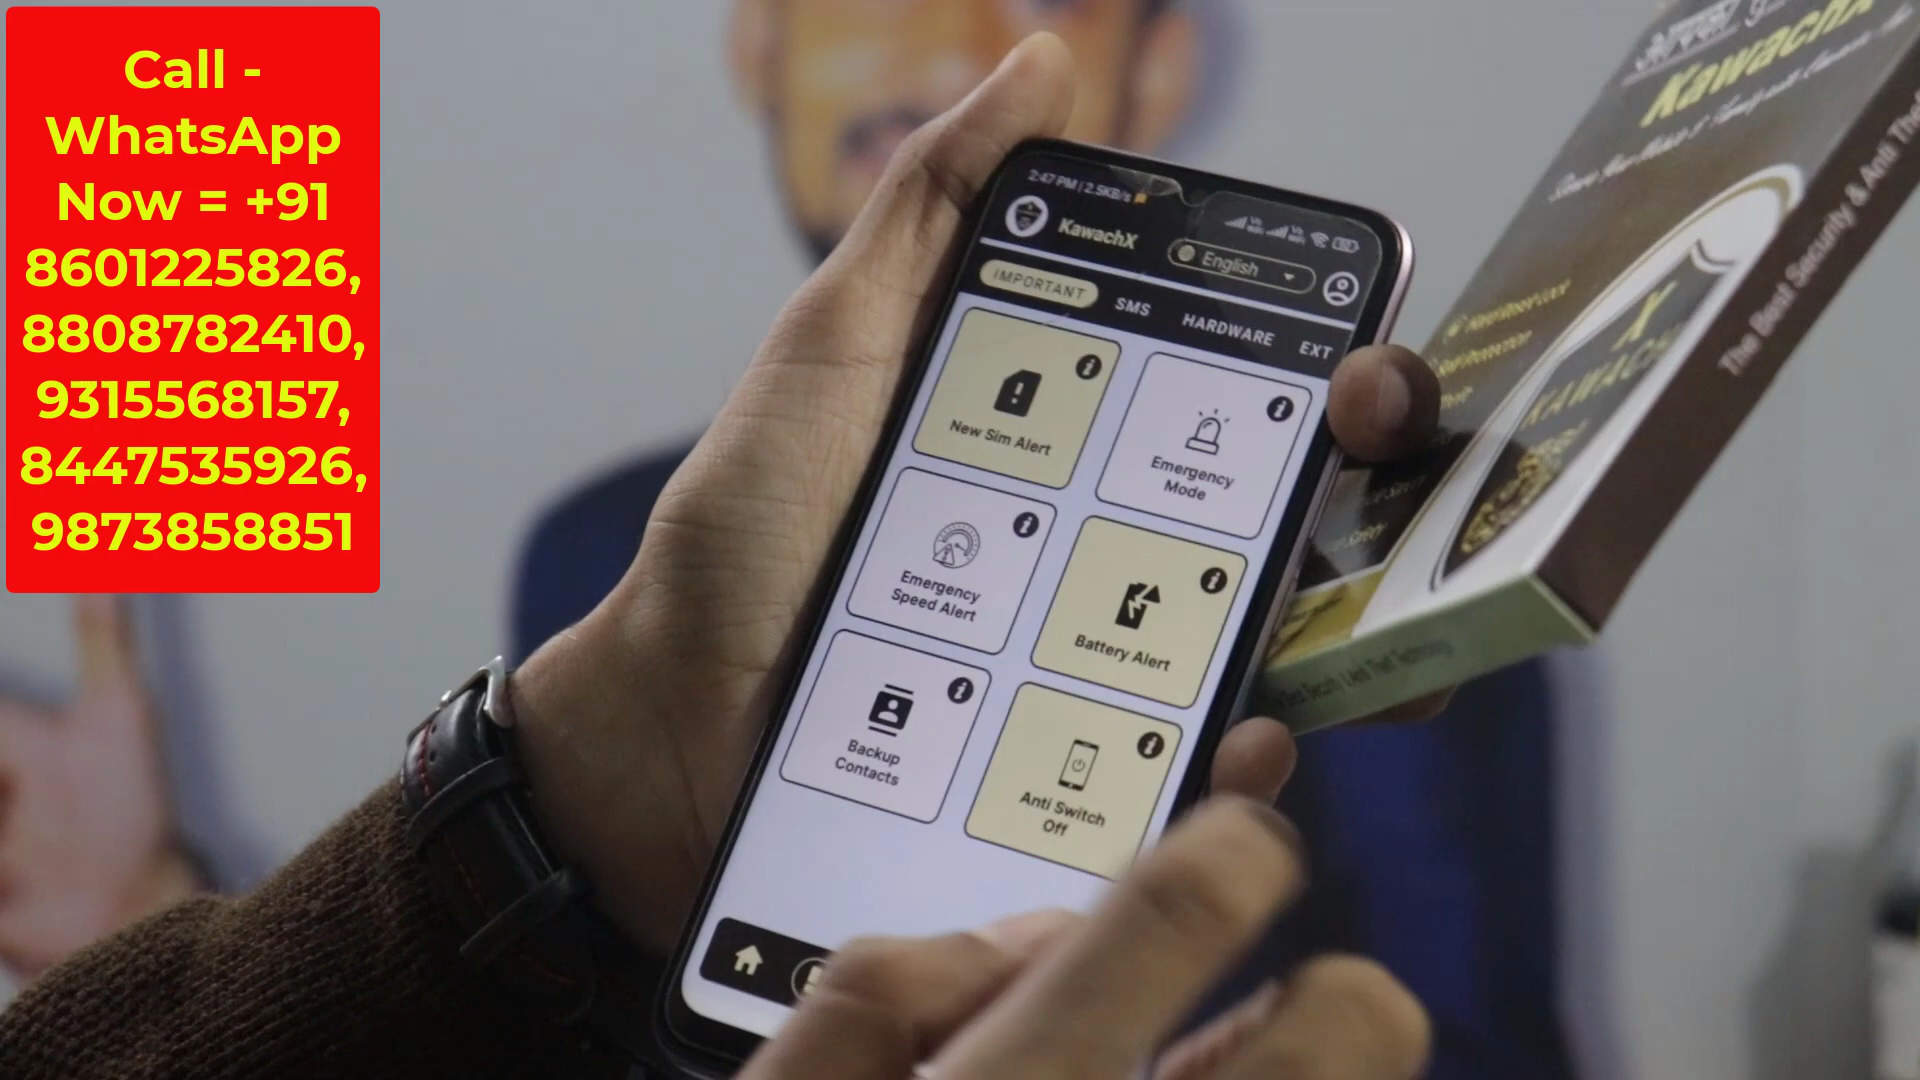 Call -
WhatsApp
Now = +91
8601225826,
8808782410,
9315568157,
8447535926,
9873858851
2:47 PM | 2.5KB/s
KawachX
English
IMPORTANT
SMS
HARDWARE
EXT
New Sim Alert
Emergency
Mode
Emergency
Speed Alert
Battery Alert
Backup
Contacts
Anti Switch
Off
KawachX
X
KAWACH
The Best Security & Anti Theft